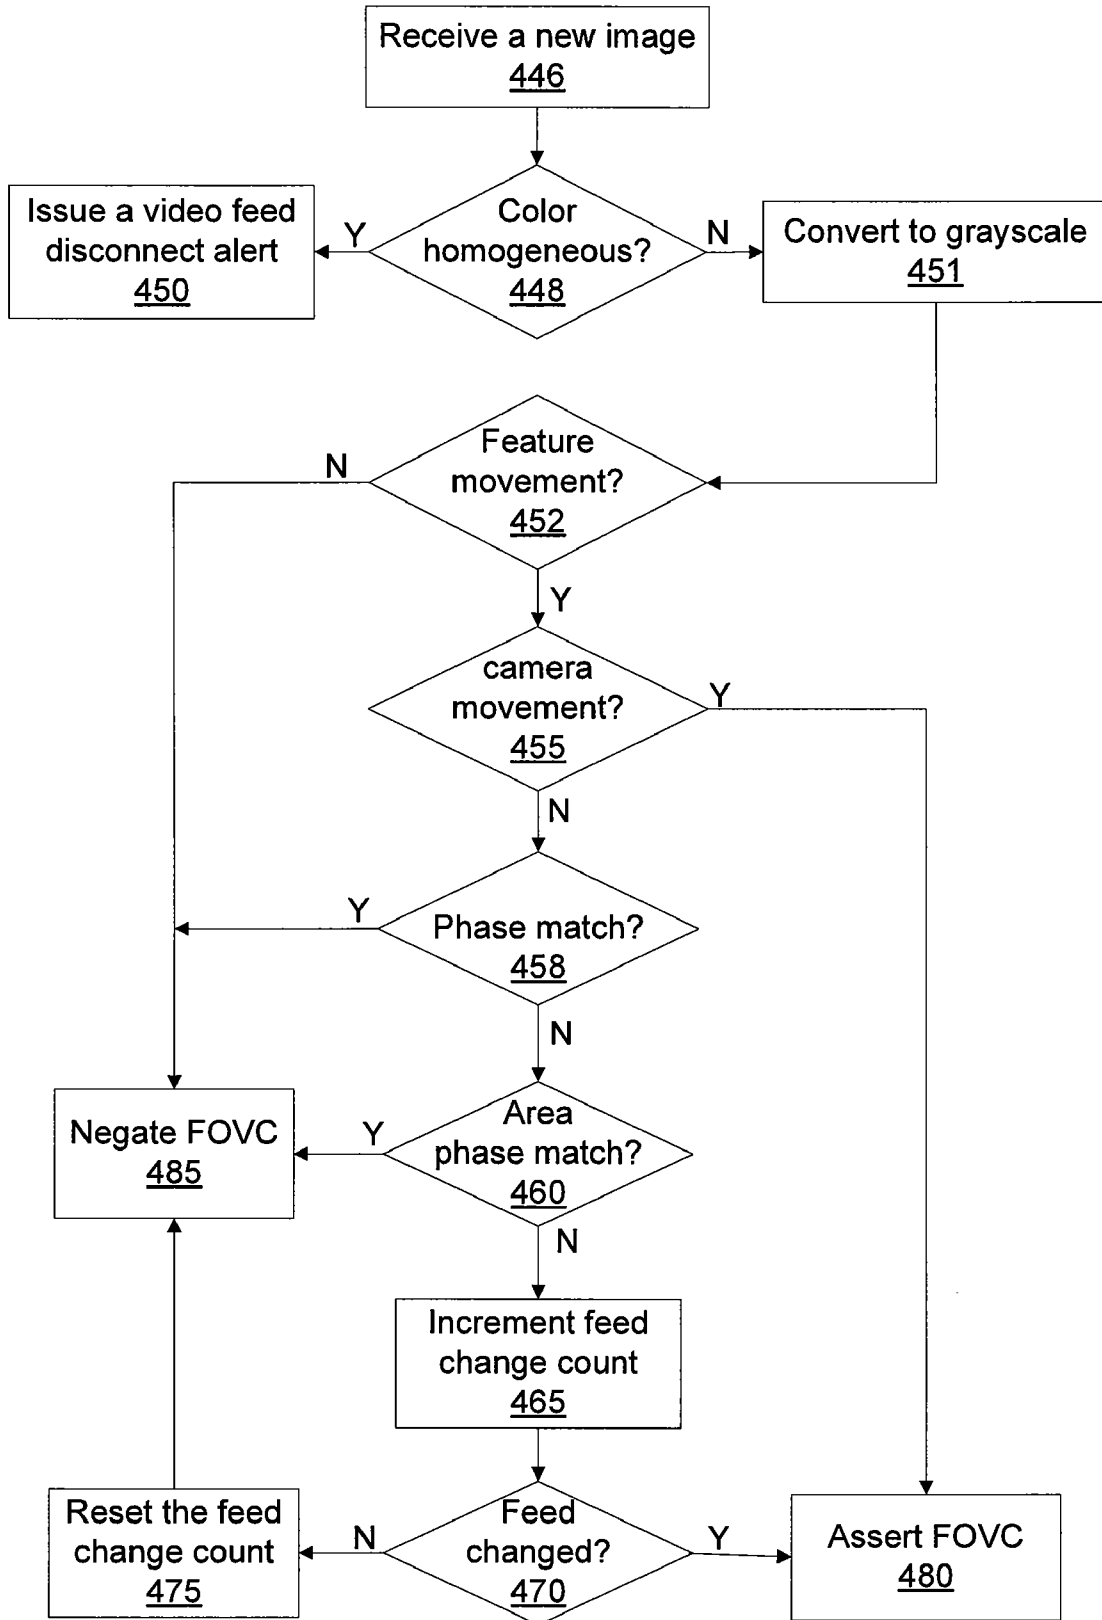 Receive a new image
446
Issue a video feed
disconnect alert
450
Y
Color
homogeneous?
448
N
Convert to grayscale
451
N
Feature
movement?
452
Y
camera
movement?
455
Y
N
Y
Phase match?
458
N
Negate FOVC
485
Y
Area
phase match?
460
N
Increment feed
change count
465
Reset the feed
change count
475
N
Feed
changed?
470
Y
Assert FOVC
480